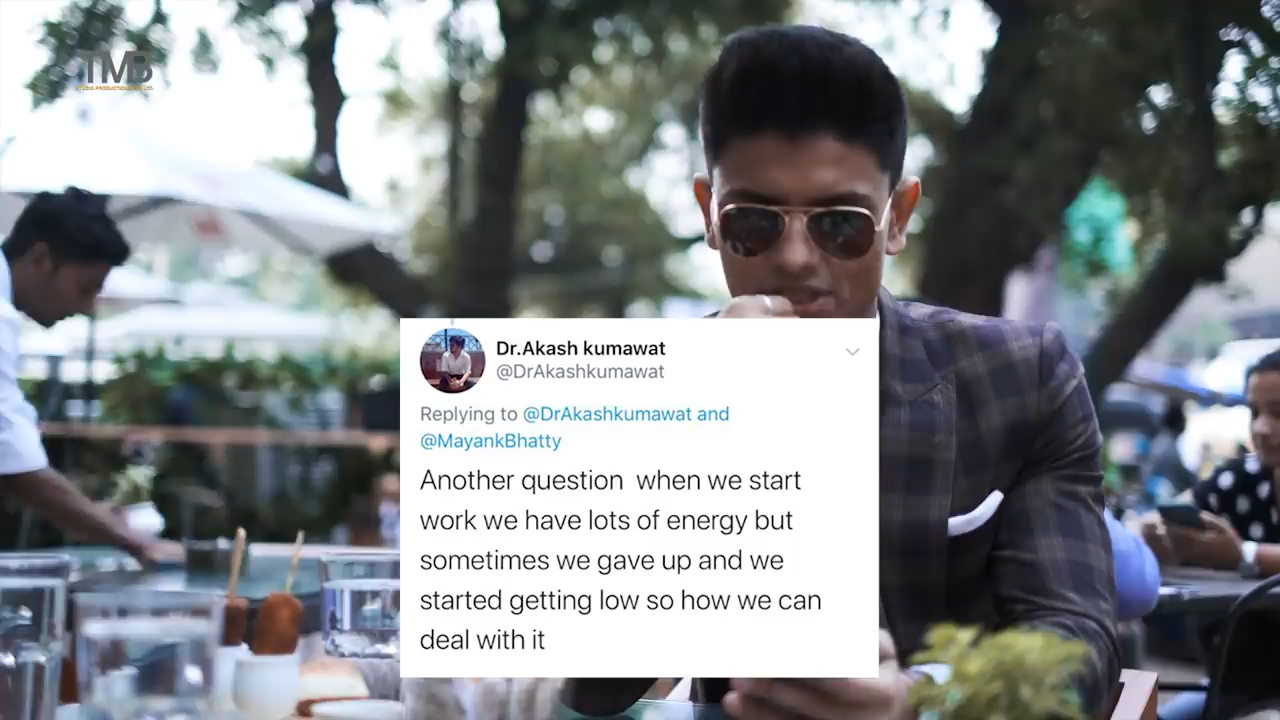 TMB
Dr.Akash kumawat
@DrAkashkumawat
Replying to @DrAkashkumawat and
@MayankBhatty
Another question  when we start
work we have lots of energy but
sometimes we gave up and we
started getting low so how we can
deal with it